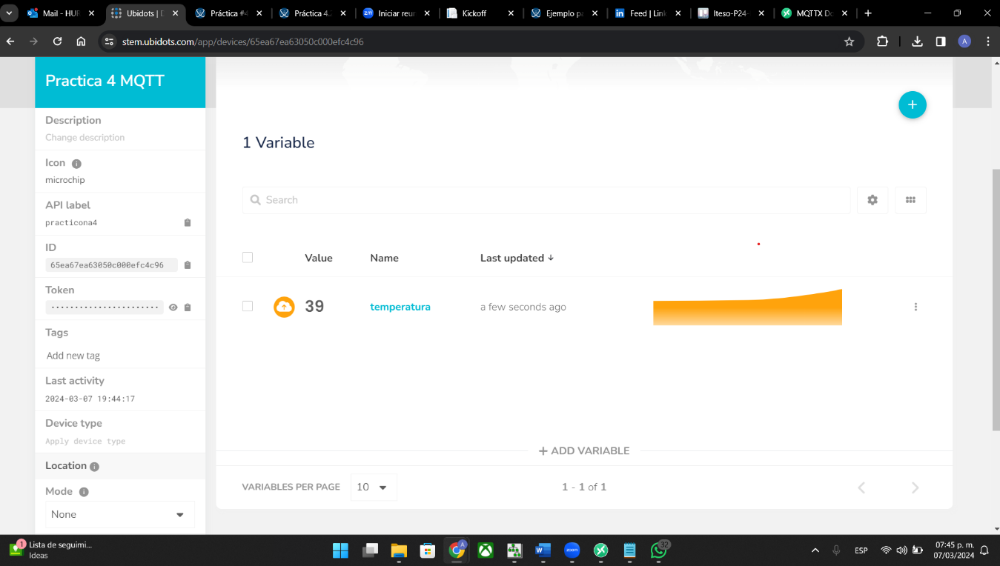 Mail - HUR
Ubidots | D
Práctica #4
Práctica 4.
Iniciar reun
Kickoff
Ejemplo pa
Feed | Link
Iteso-P24-
MQTTX Do
stem.ubidots.com/app/devices/65ea67ea63050c000efc4c96
A
Practica 4 MQTT
Description
Change description
Icon
microchip
API label
practicona4
ID
65ea67ea63050c000efc4c96
Token
Tags
Add new tag
Last activity
2024-03-07 19:44:17
Device type
Apply device type
Location
Mode
None
1 Variable
Search
Value Name Last updated
39 temperatura a few seconds ago
+ ADD VARIABLE
VARIABLES PER PAGE 10 1 - 1 of 1
1
Lista de seguimi...
Ideas
A
zoom
32
ESP
07:45 p. m.
07/03/2024